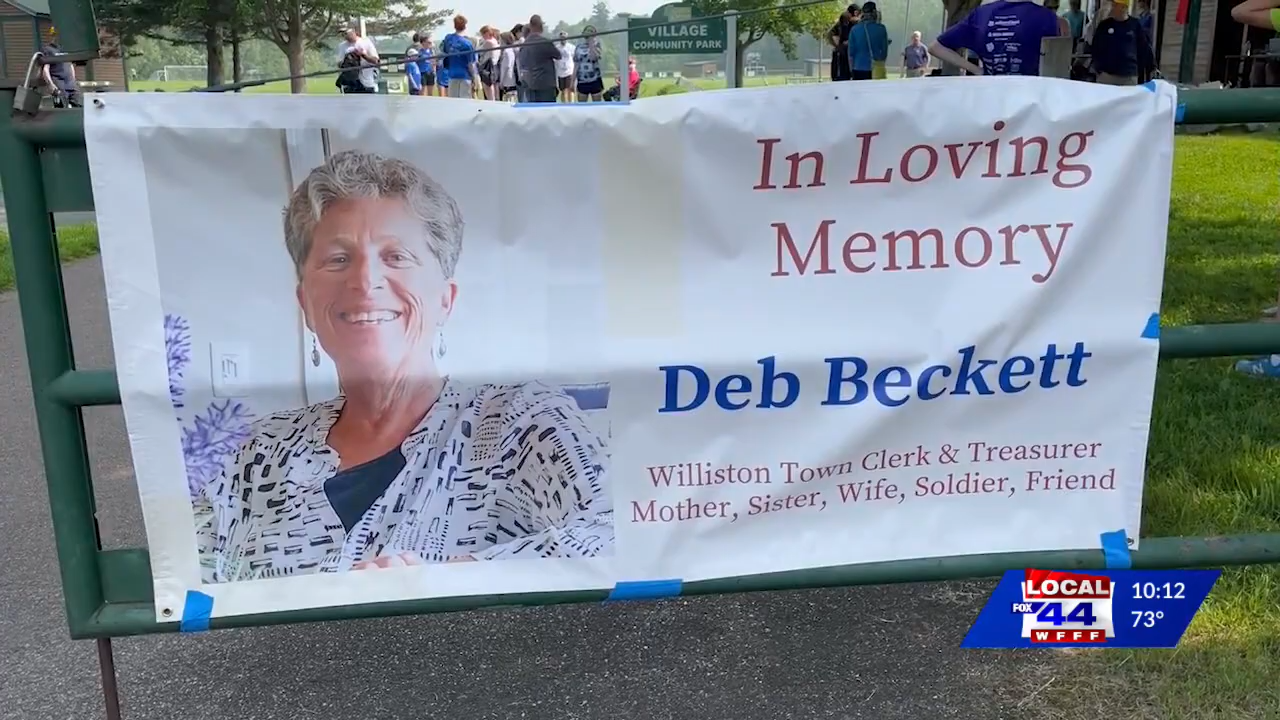 VILLAGE
COMMUNITY PARK
In Loving
Memory
Deb Beckett
Williston Town Clerk & Treasurer
Mother, Sister, Wife, Soldier, Friend
LOCAL
FOX 44
WFFF
10:12
73°